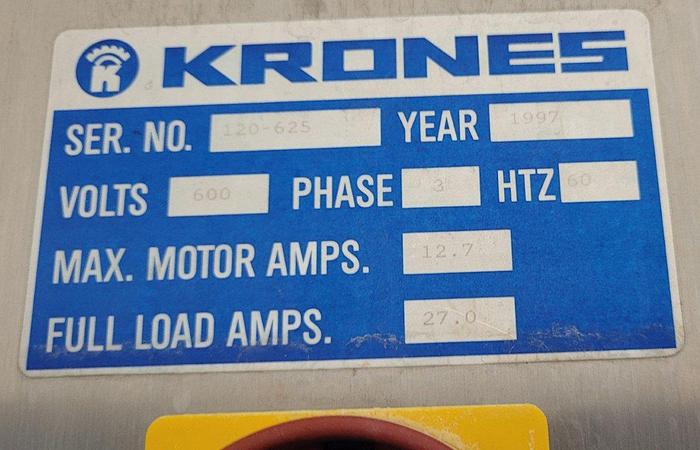 K KRONES
SER. NO. 120-625 YEAR 1997
VOLTS 600 PHASE 3 HTZ 60
MAX. MOTOR AMPS. 12.7
FULL LOAD AMPS. 27.0